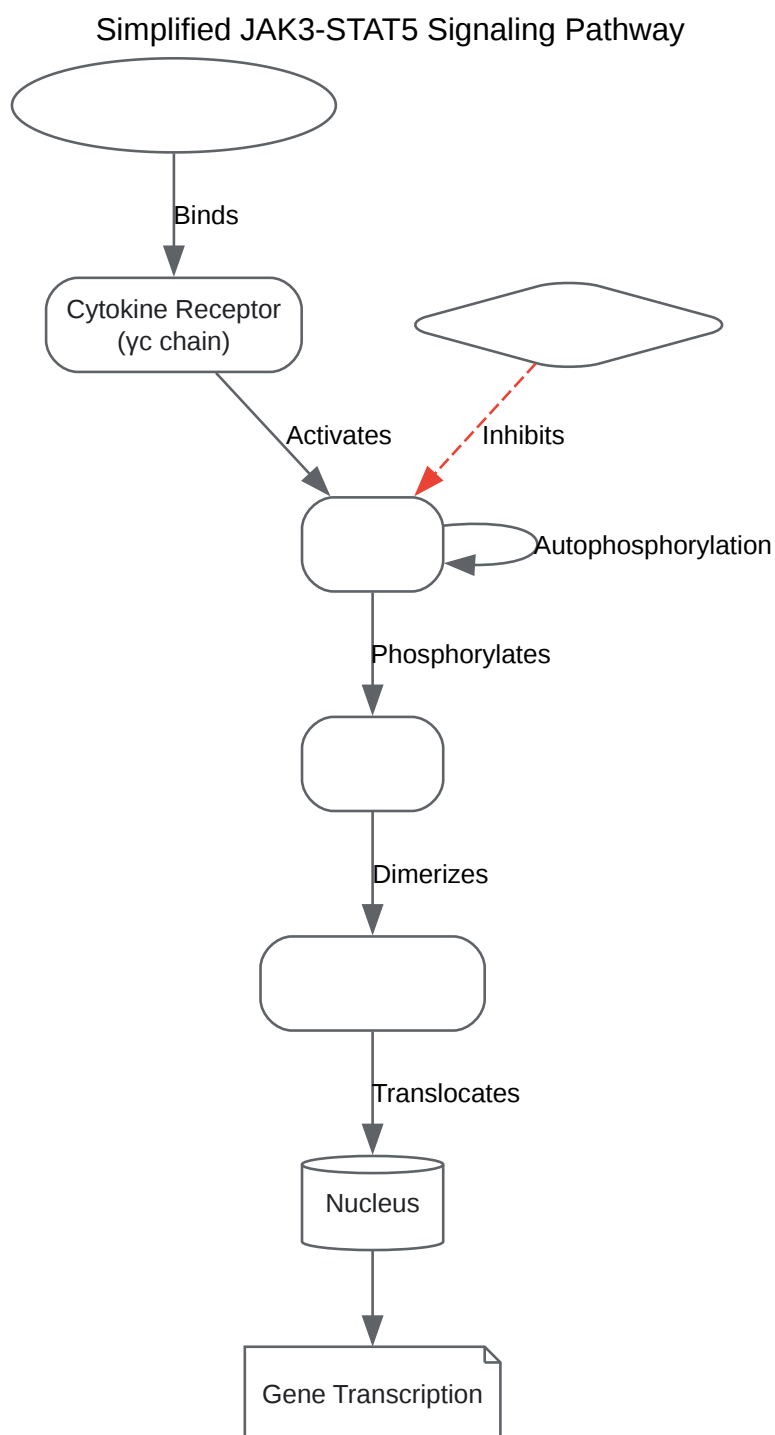 Simplified JAK3-STAT5 Signaling Pathway
Binds
Cytokine Receptor
(γc chain)
Activates
Inhibits
Autophosphorylation
Phosphorylates
Dimerizes
Translocates
Nucleus
Gene Transcription